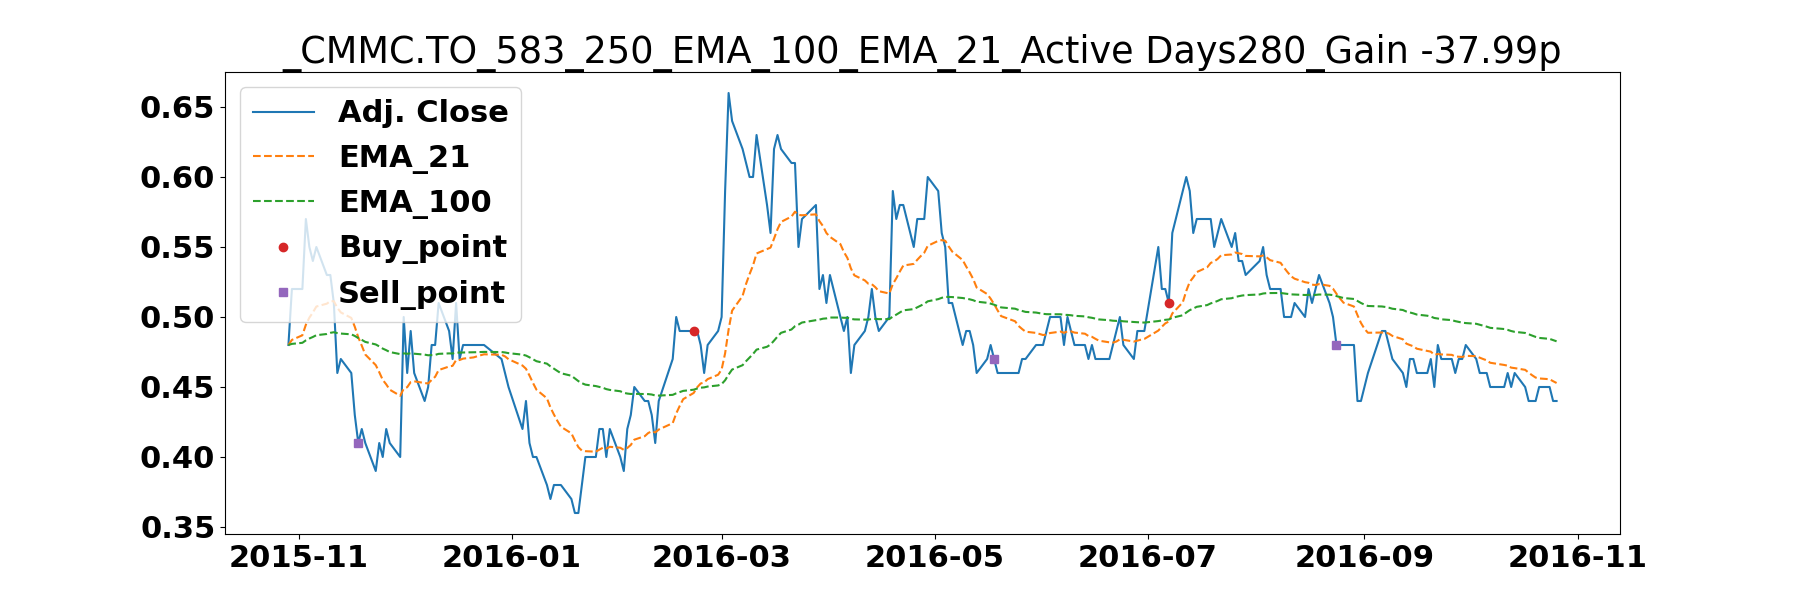 _CMMC.TO_583_250_EMA_100_EMA_21_Active Days280_Gain -37.99p
0.65
0.60
0.55
0.50
0.45
0.40
0.35
Adj. Close
EMA_21
EMA_100
Buy_point
Sell_point
2015-11 2016-01 2016-03 2016-05 2016-07 2016-09 2016-11